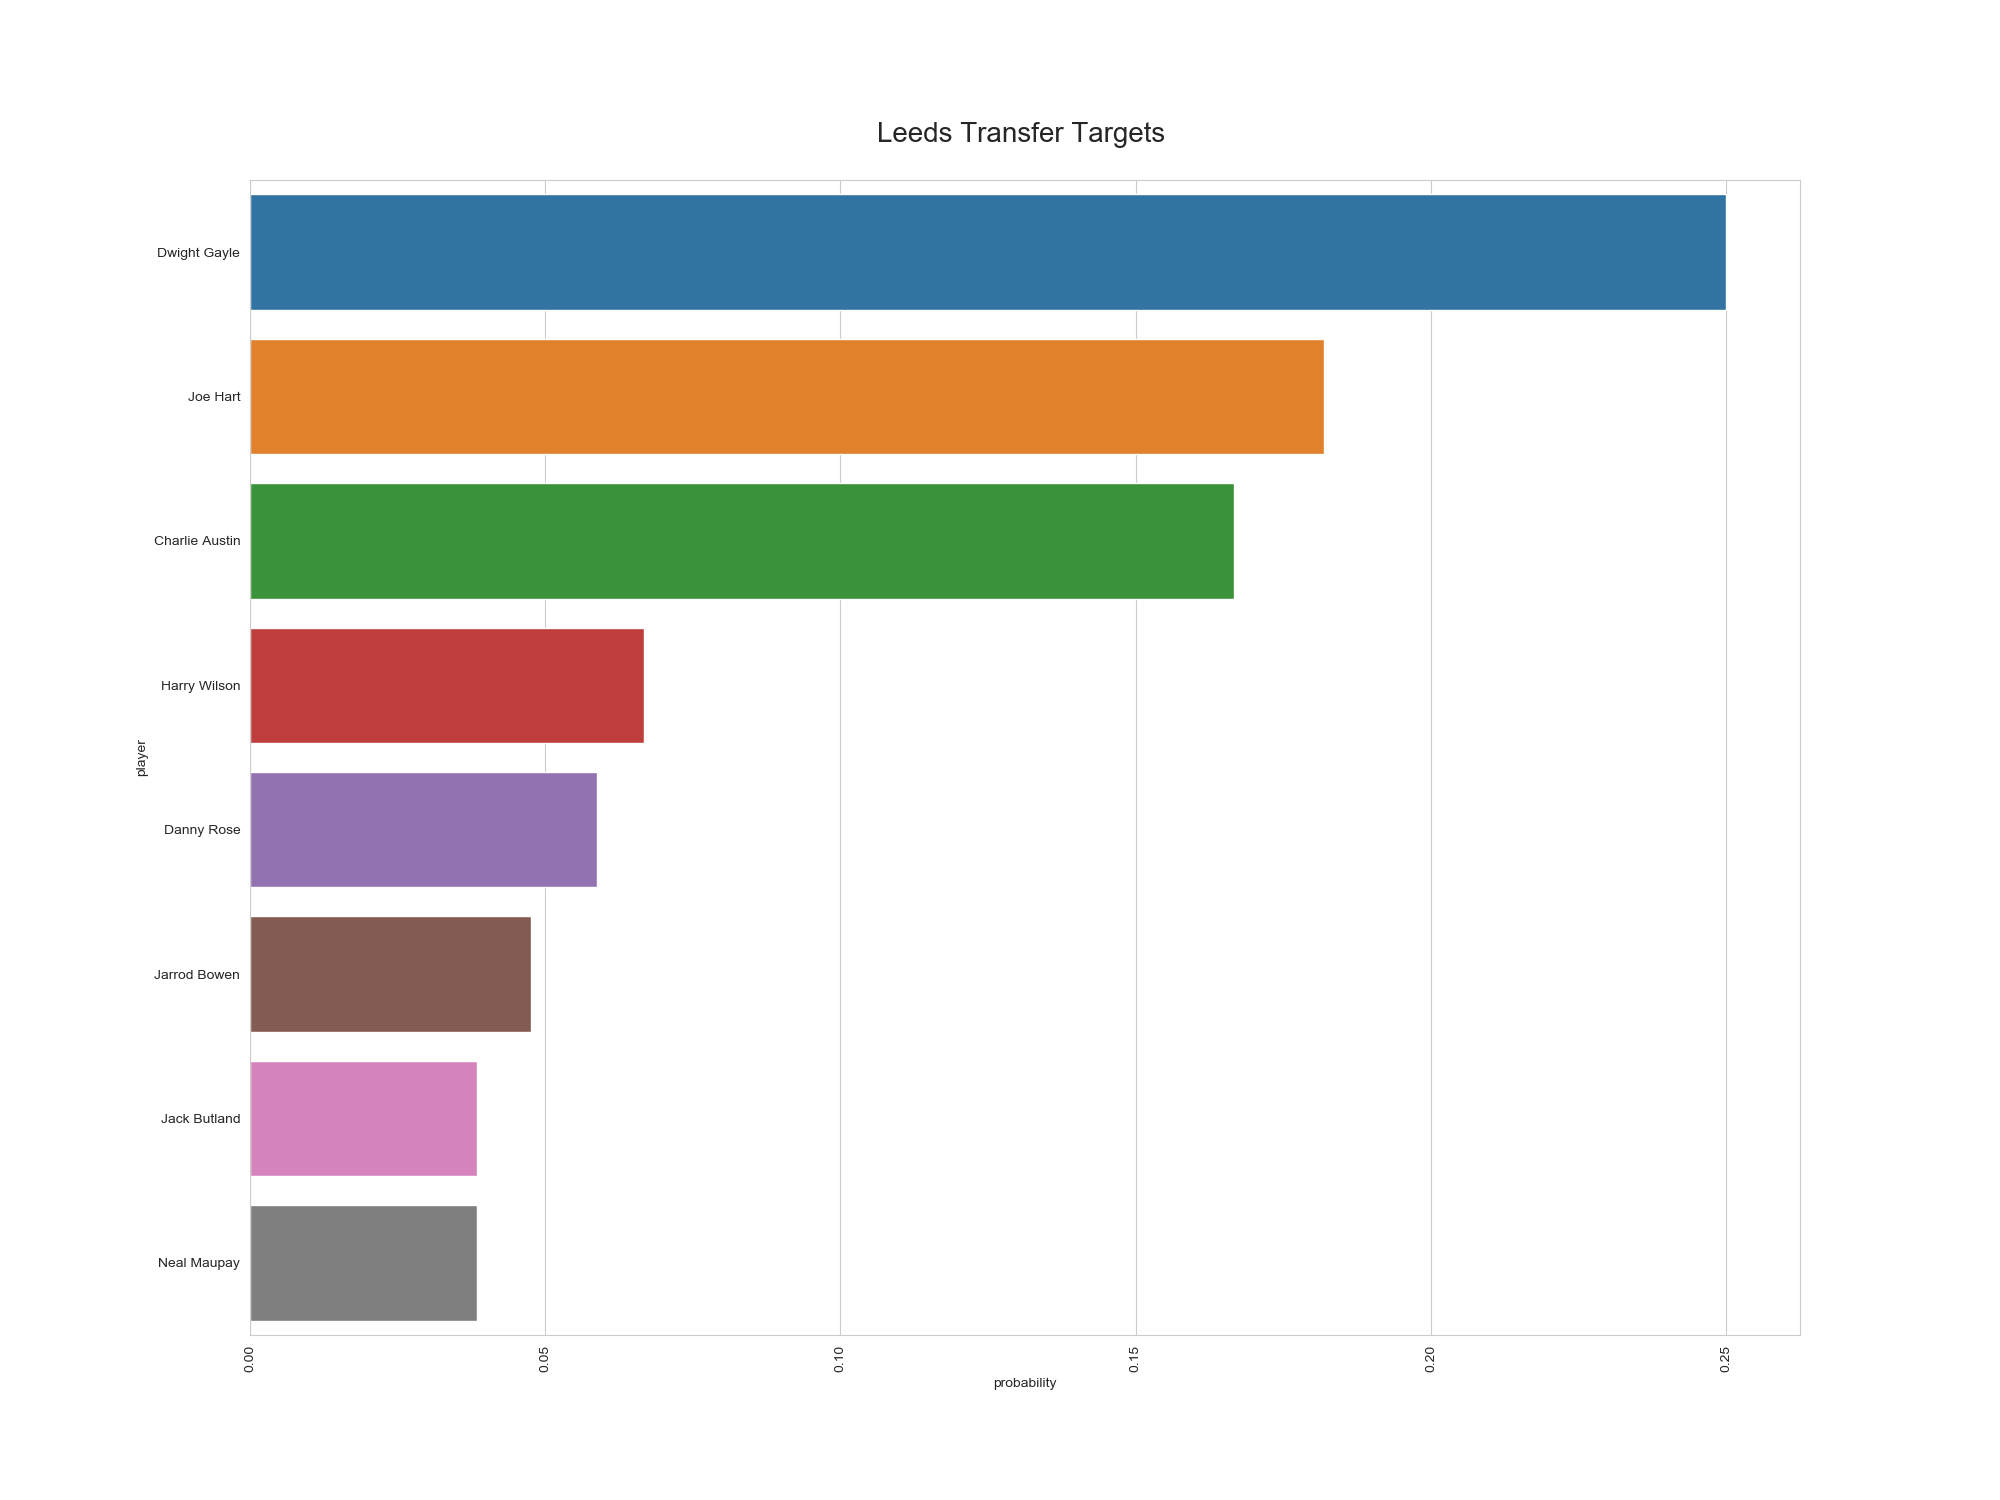 Leeds Transfer Targets
Dwight Gayle
Joe Hart
Charlie Austin
Harry Wilson
player
Danny Rose
Jarrod Bowen
Jack Butland
Neal Maupay
0.00 0.05 0.10 0.15 0.20 0.25
probability